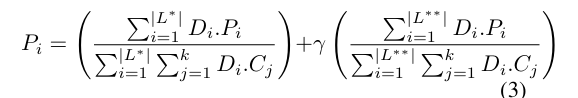 P_i = \left( \frac{\sum_{i=1}^{|L^*|} D_i.P_i}{\sum_{i=1}^{|L^*|} \sum_{j=1}^{k} D_i.C_j} \right) + \gamma \left( \frac{\sum_{i=1}^{|L^{**}|} D_i.P_i}{\sum_{i=1}^{|L^{**}|} \sum_{j=1}^{k} D_i.C_j} \right)
(3)